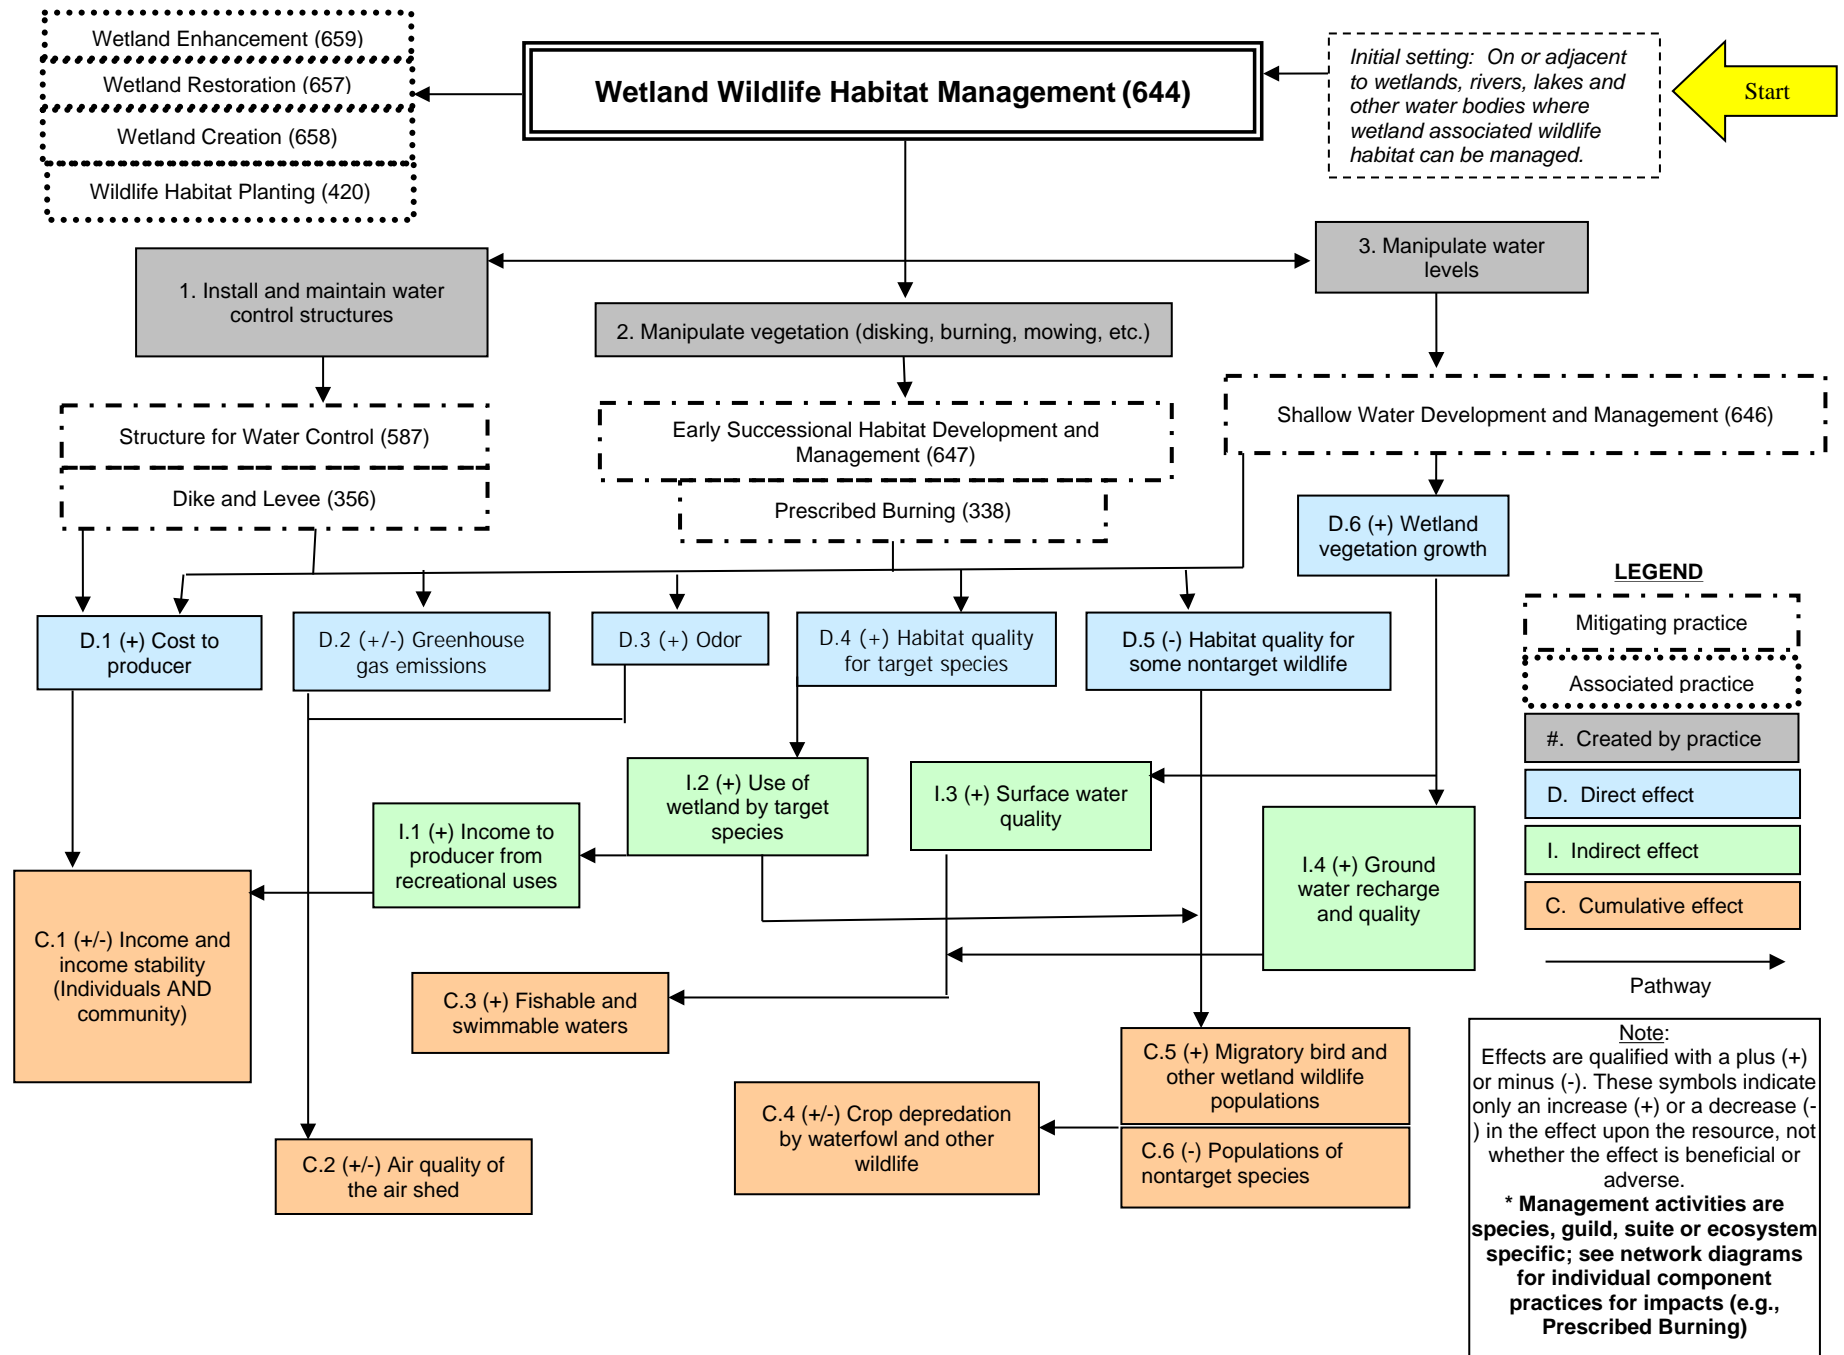 Wetland Enhancement (659)
Wetland Restoration (657)
Wetland Creation (658)
Wildlife Habitat Planting (420)
Wetland Wildlife Habitat Management (644)
Initial setting: On or adjacent
to wetlands, rivers, lakes and
other water bodies where
wetland associated wildlife
habitat can be managed.
Start
1. Install and maintain water
control structures
2. Manipulate vegetation (disking, burning, mowing, etc.)
3. Manipulate water
levels
Structure for Water Control (587)
Dike and Levee (356)
Early Successional Habitat Development and
Management (647)
Prescribed Burning (338)
Shallow Water Development and Management (646)
D.6 (+) Wetland
vegetation growth
D.1 (+) Cost to
producer
D.2 (+/-) Greenhouse
gas emissions
D.3 (+) Odor
D.4 (+) Habitat quality
for target species
D.5 (-) Habitat quality for
some nontarget wildlife
I.2 (+) Use of
wetland by target
species
I.3 (+) Surface water
quality
I.1 (+) Income to
producer from
recreational uses
I.4 (+) Ground
water recharge
and quality
C.1 (+/-) Income and
income stability
(Individuals AND
community)
C.3 (+) Fishable and
swimmable waters
C.5 (+) Migratory bird and
other wetland wildlife
populations
C.4 (+/-) Crop depredation
by waterfowl and other
wildlife
C.6 (-) Populations of
nontarget species
C.2 (+/-) Air quality of
the air shed
LEGEND
Mitigating practice
Associated practice
#. Created by practice
D. Direct effect
I. Indirect effect
C. Cumulative effect
Pathway
Note:
Effects are qualified with a plus (+)
or minus (-). These symbols indicate
only an increase (+) or a decrease (-
) in the effect upon the resource, not
whether the effect is beneficial or
adverse.
* Management activities are
species, guild, suite or ecosystem
specific; see network diagrams
for individual component
practices for impacts (e.g.,
Prescribed Burning)